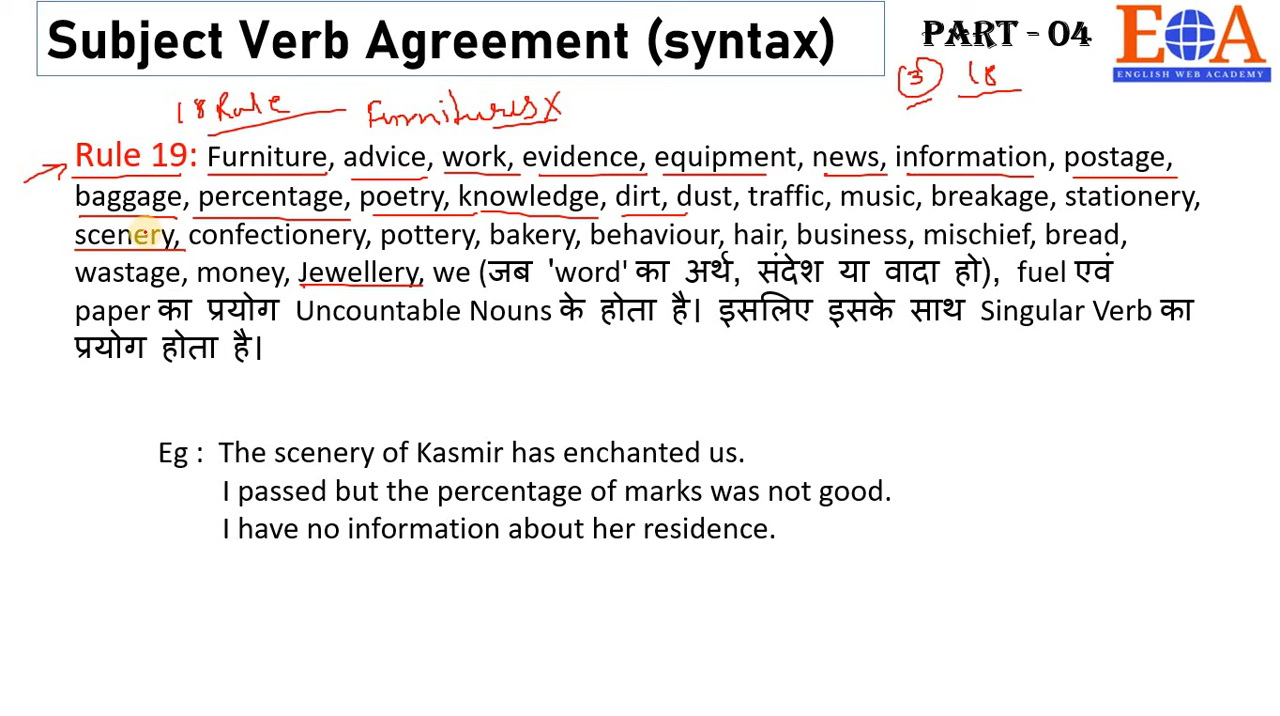 Subject Verb Agreement (syntax)
PART - 04
EWA
ENGLISH WEB ACADEMY
3 18
18 Rule Furnitures X
Rule 19: Furniture, advice, work, evidence, equipment, news, information, postage,
baggage, percentage, poetry, knowledge, dirt, dust, traffic, music, breakage, stationery,
scenery, confectionery, pottery, bakery, behaviour, hair, business, mischief, bread,
wastage, money, Jewellery, we (जब 'word' का अर्थ, संदेश या वादा हो), fuel एवं
paper का प्रयोग Uncountable Nouns के होता है। इसलिए इसके साथ Singular Verb का
प्रयोग होता है।
Eg : The scenery of Kasmir has enchanted us.
I passed but the percentage of marks was not good.
I have no information about her residence.